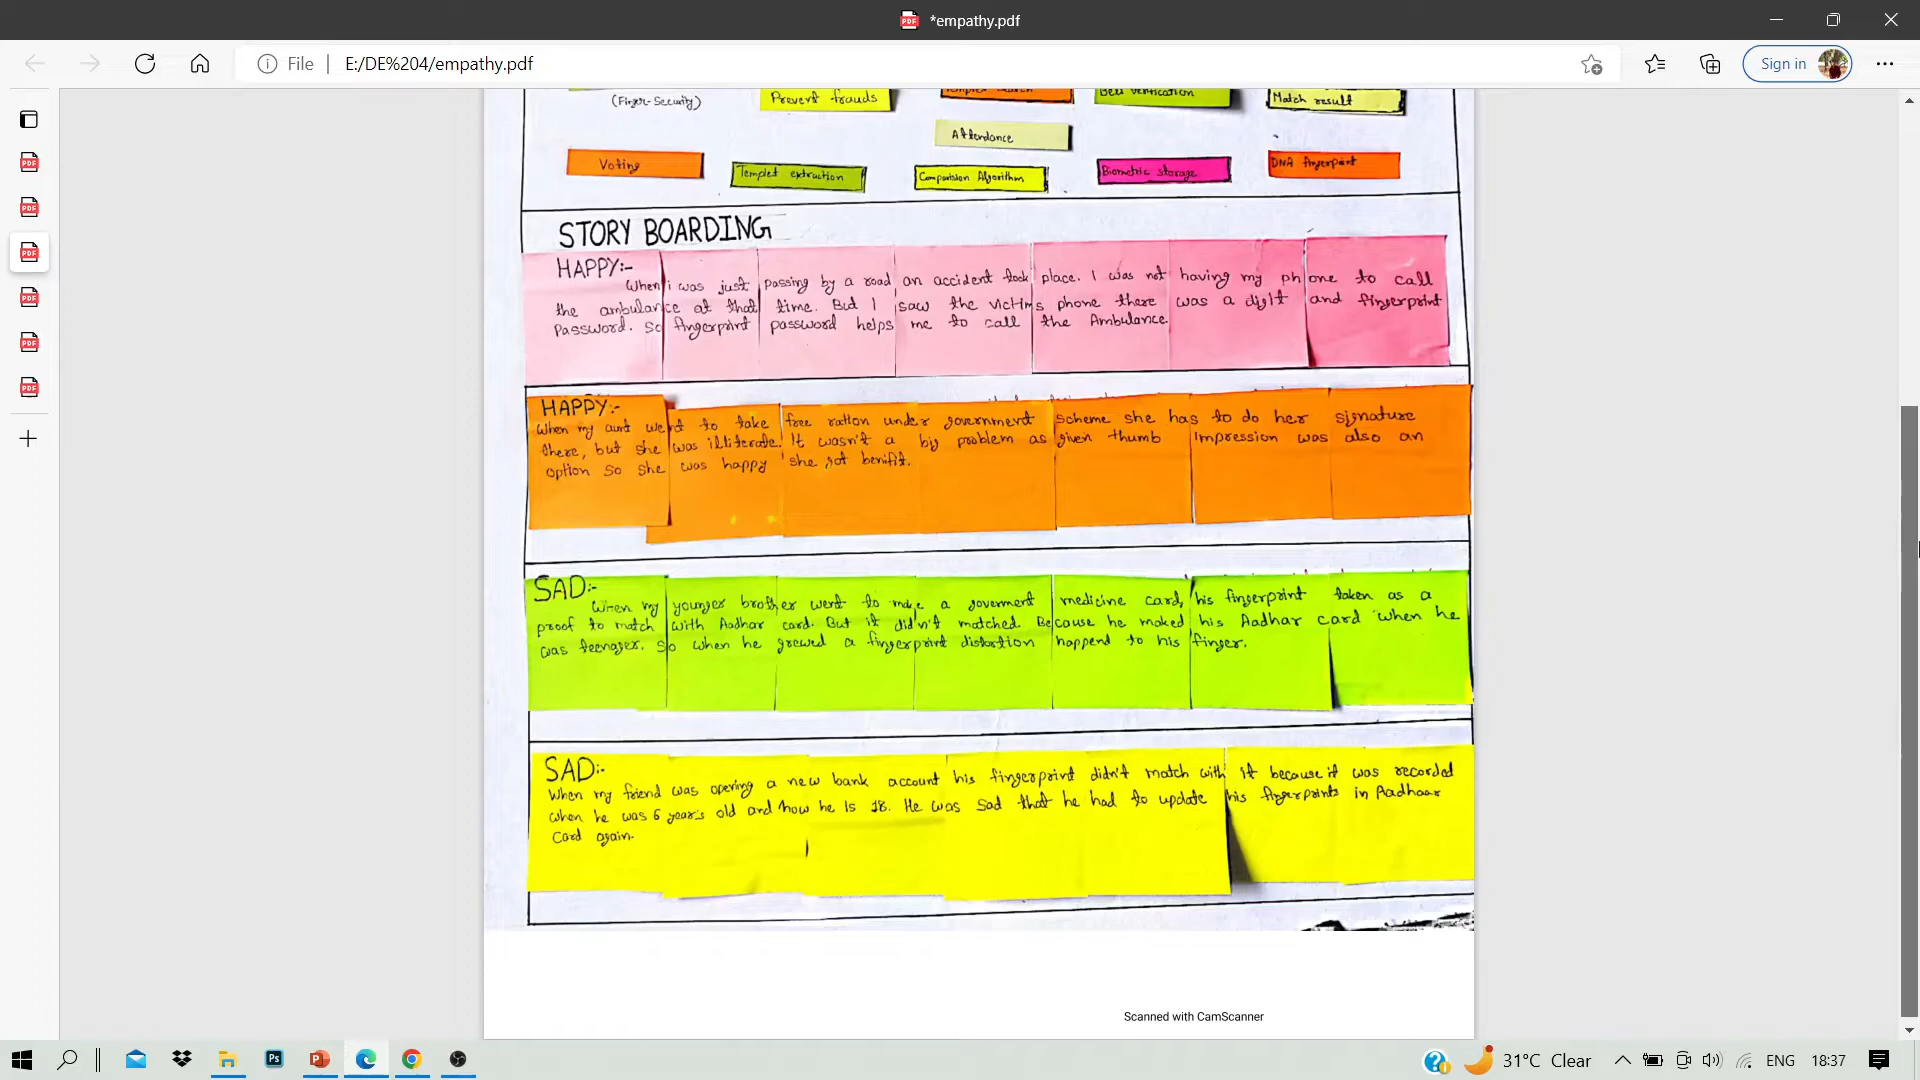 *empathy.pdf
File
E:/DE%204/empathy.pdf
Sign in
(Finger-Security)
Prevent frauds
Best verification
Match result
Attendance
Voting
Templet extraction
Comparision Algorithm
Biometric storage
DNA fingerprint
STORY BOARDING
HAPPY:-
When i was just passing by a road an accident took place. I was not having my phone to call
the ambulance at that time. But I saw the victims phone there was a digit and fingerprint
Password. So fingerprint password helps me to call the Ambulance.
HAPPY:-
When my aunt went to take free ration under government scheme she has to do her signature
there, but she was illiterate. It wasn't a big problem as given thumb impression was also an
option so she was happy she got benifit.
SAD:-
When my younger brother went to make a goverment medicine card, his fingerprint taken as a
proof to match with Aadhar card. But it didn't matched. Because he maked his Aadhar card when he
was teenager. So when he grewed a fingerprint distortion happend to his finger.
SAD:-
When my friend was opening a new bank account his fingerprint didn't match with it because it was recorded
when he was 6 year's old and now he is 18. He was sad that he had to update his fingerprints in Aadhaar
Card again.
Scanned with CamScanner
31°C Clear
ENG
18:37